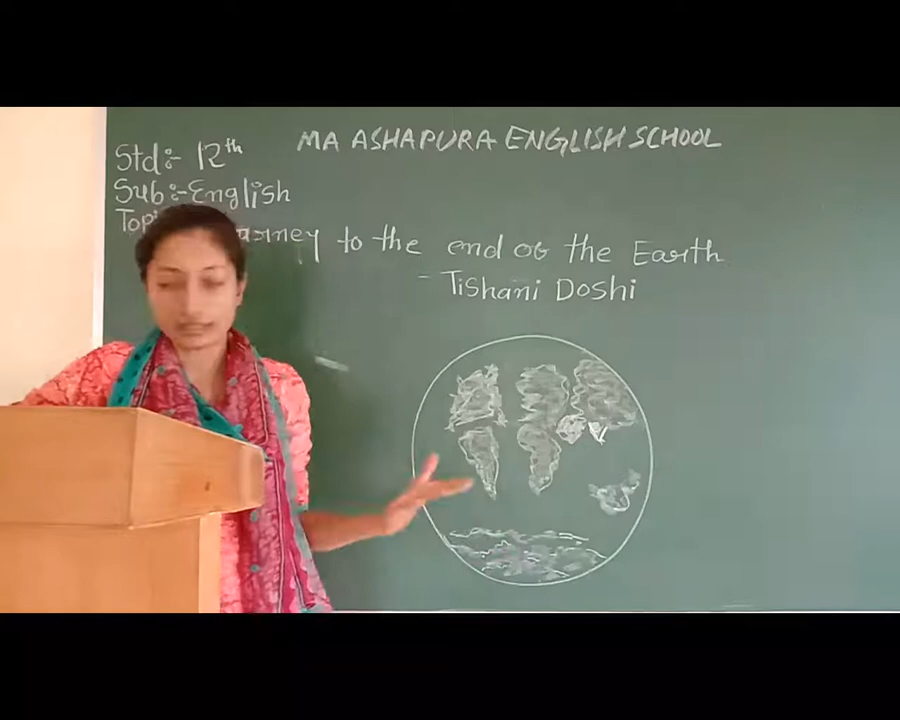 MA ASHAPURA ENGLISH SCHOOL
Std:- 12th
Sub:- English
to the end of the Earth
- Tishani Doshi